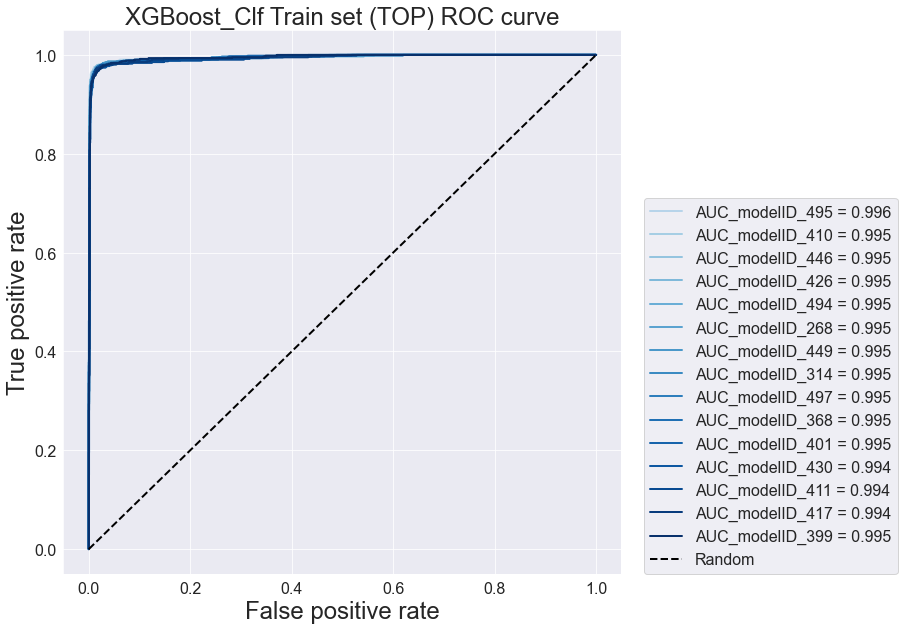 XGBoost_Clf Train set (TOP) ROC curve
True positive rate
1.0
0.8
0.6
0.4
0.2
0.0
0.0 0.2 0.4 0.6 0.8 1.0
False positive rate
AUC_modelID_495 = 0.996
AUC_modelID_410 = 0.995
AUC_modelID_446 = 0.995
AUC_modelID_426 = 0.995
AUC_modelID_494 = 0.995
AUC_modelID_268 = 0.995
AUC_modelID_449 = 0.995
AUC_modelID_314 = 0.995
AUC_modelID_497 = 0.995
AUC_modelID_368 = 0.995
AUC_modelID_401 = 0.995
AUC_modelID_430 = 0.994
AUC_modelID_411 = 0.994
AUC_modelID_417 = 0.994
AUC_modelID_399 = 0.995
Random